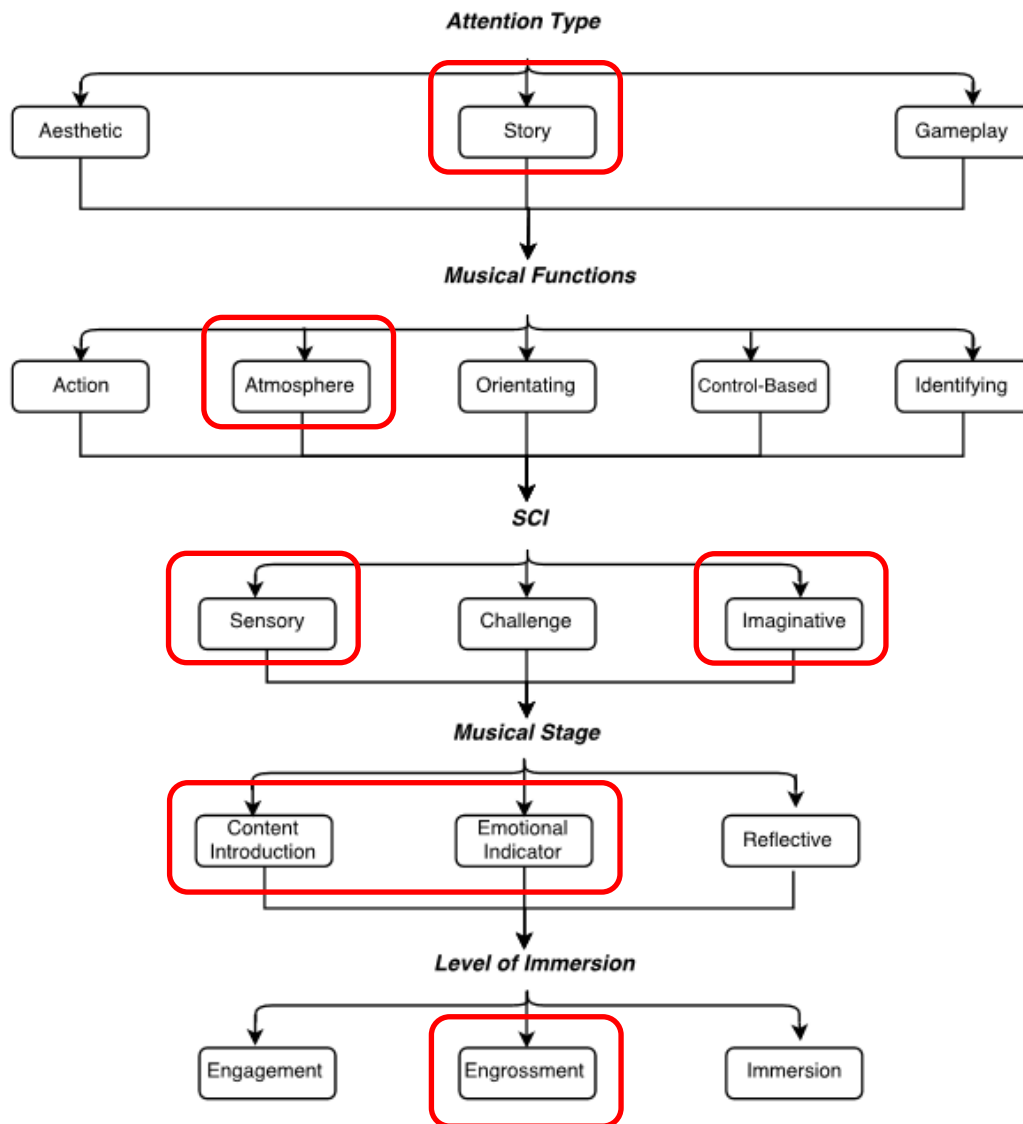 Attention Type
Aesthetic
Story
Gameplay
Musical Functions
Action
Atmosphere
Orientating
Control-Based
Identifying
SCI
Sensory
Challenge
Imaginative
Musical Stage
Content
Introduction
Emotional
Indicator
Reflective
Level of Immersion
Engagement
Engrossment
Immersion